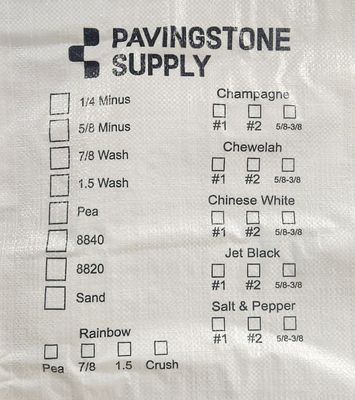 PAVINGSTONE
SUPPLY
1/4 Minus
5/8 Minus
7/8 Wash
1.5 Wash
Pea
8840
8820
Sand
Rainbow
Pea 7/8 1.5 Crush
Champagne
#1 #2 5/8-3/8
Chewelah
#1 #2 5/8-3/8
Chinese White
#1 #2 5/8-3/8
Jet Black
#1 #2 5/8-3/8
Salt & Pepper
#1 #2 5/8-3/8